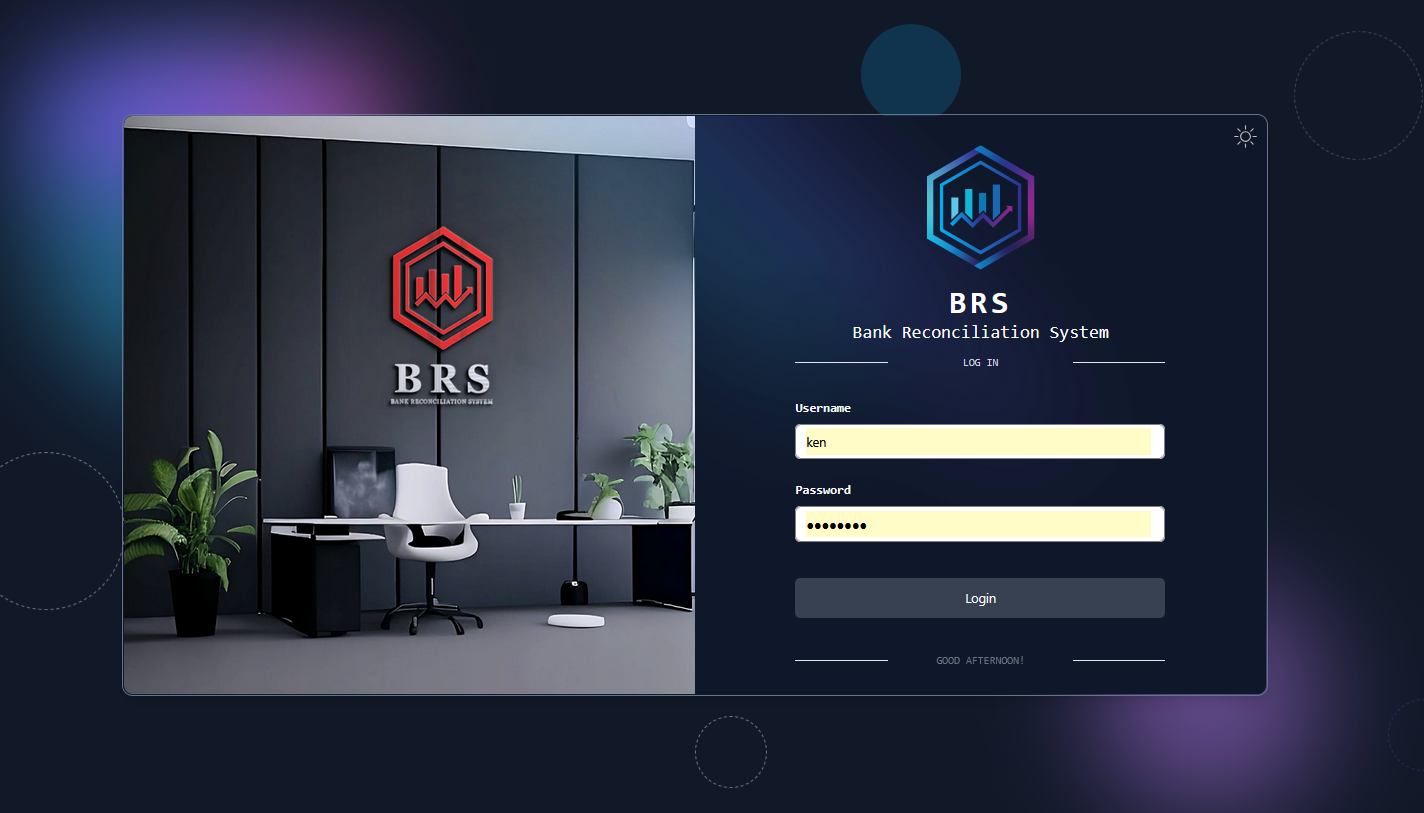 BRS
BANK RECONCILIATION SYSTEM
BRS
Bank Reconciliation System
LOG IN
Username
ken
Password
••••••••
Login
GOOD AFTERNOON!